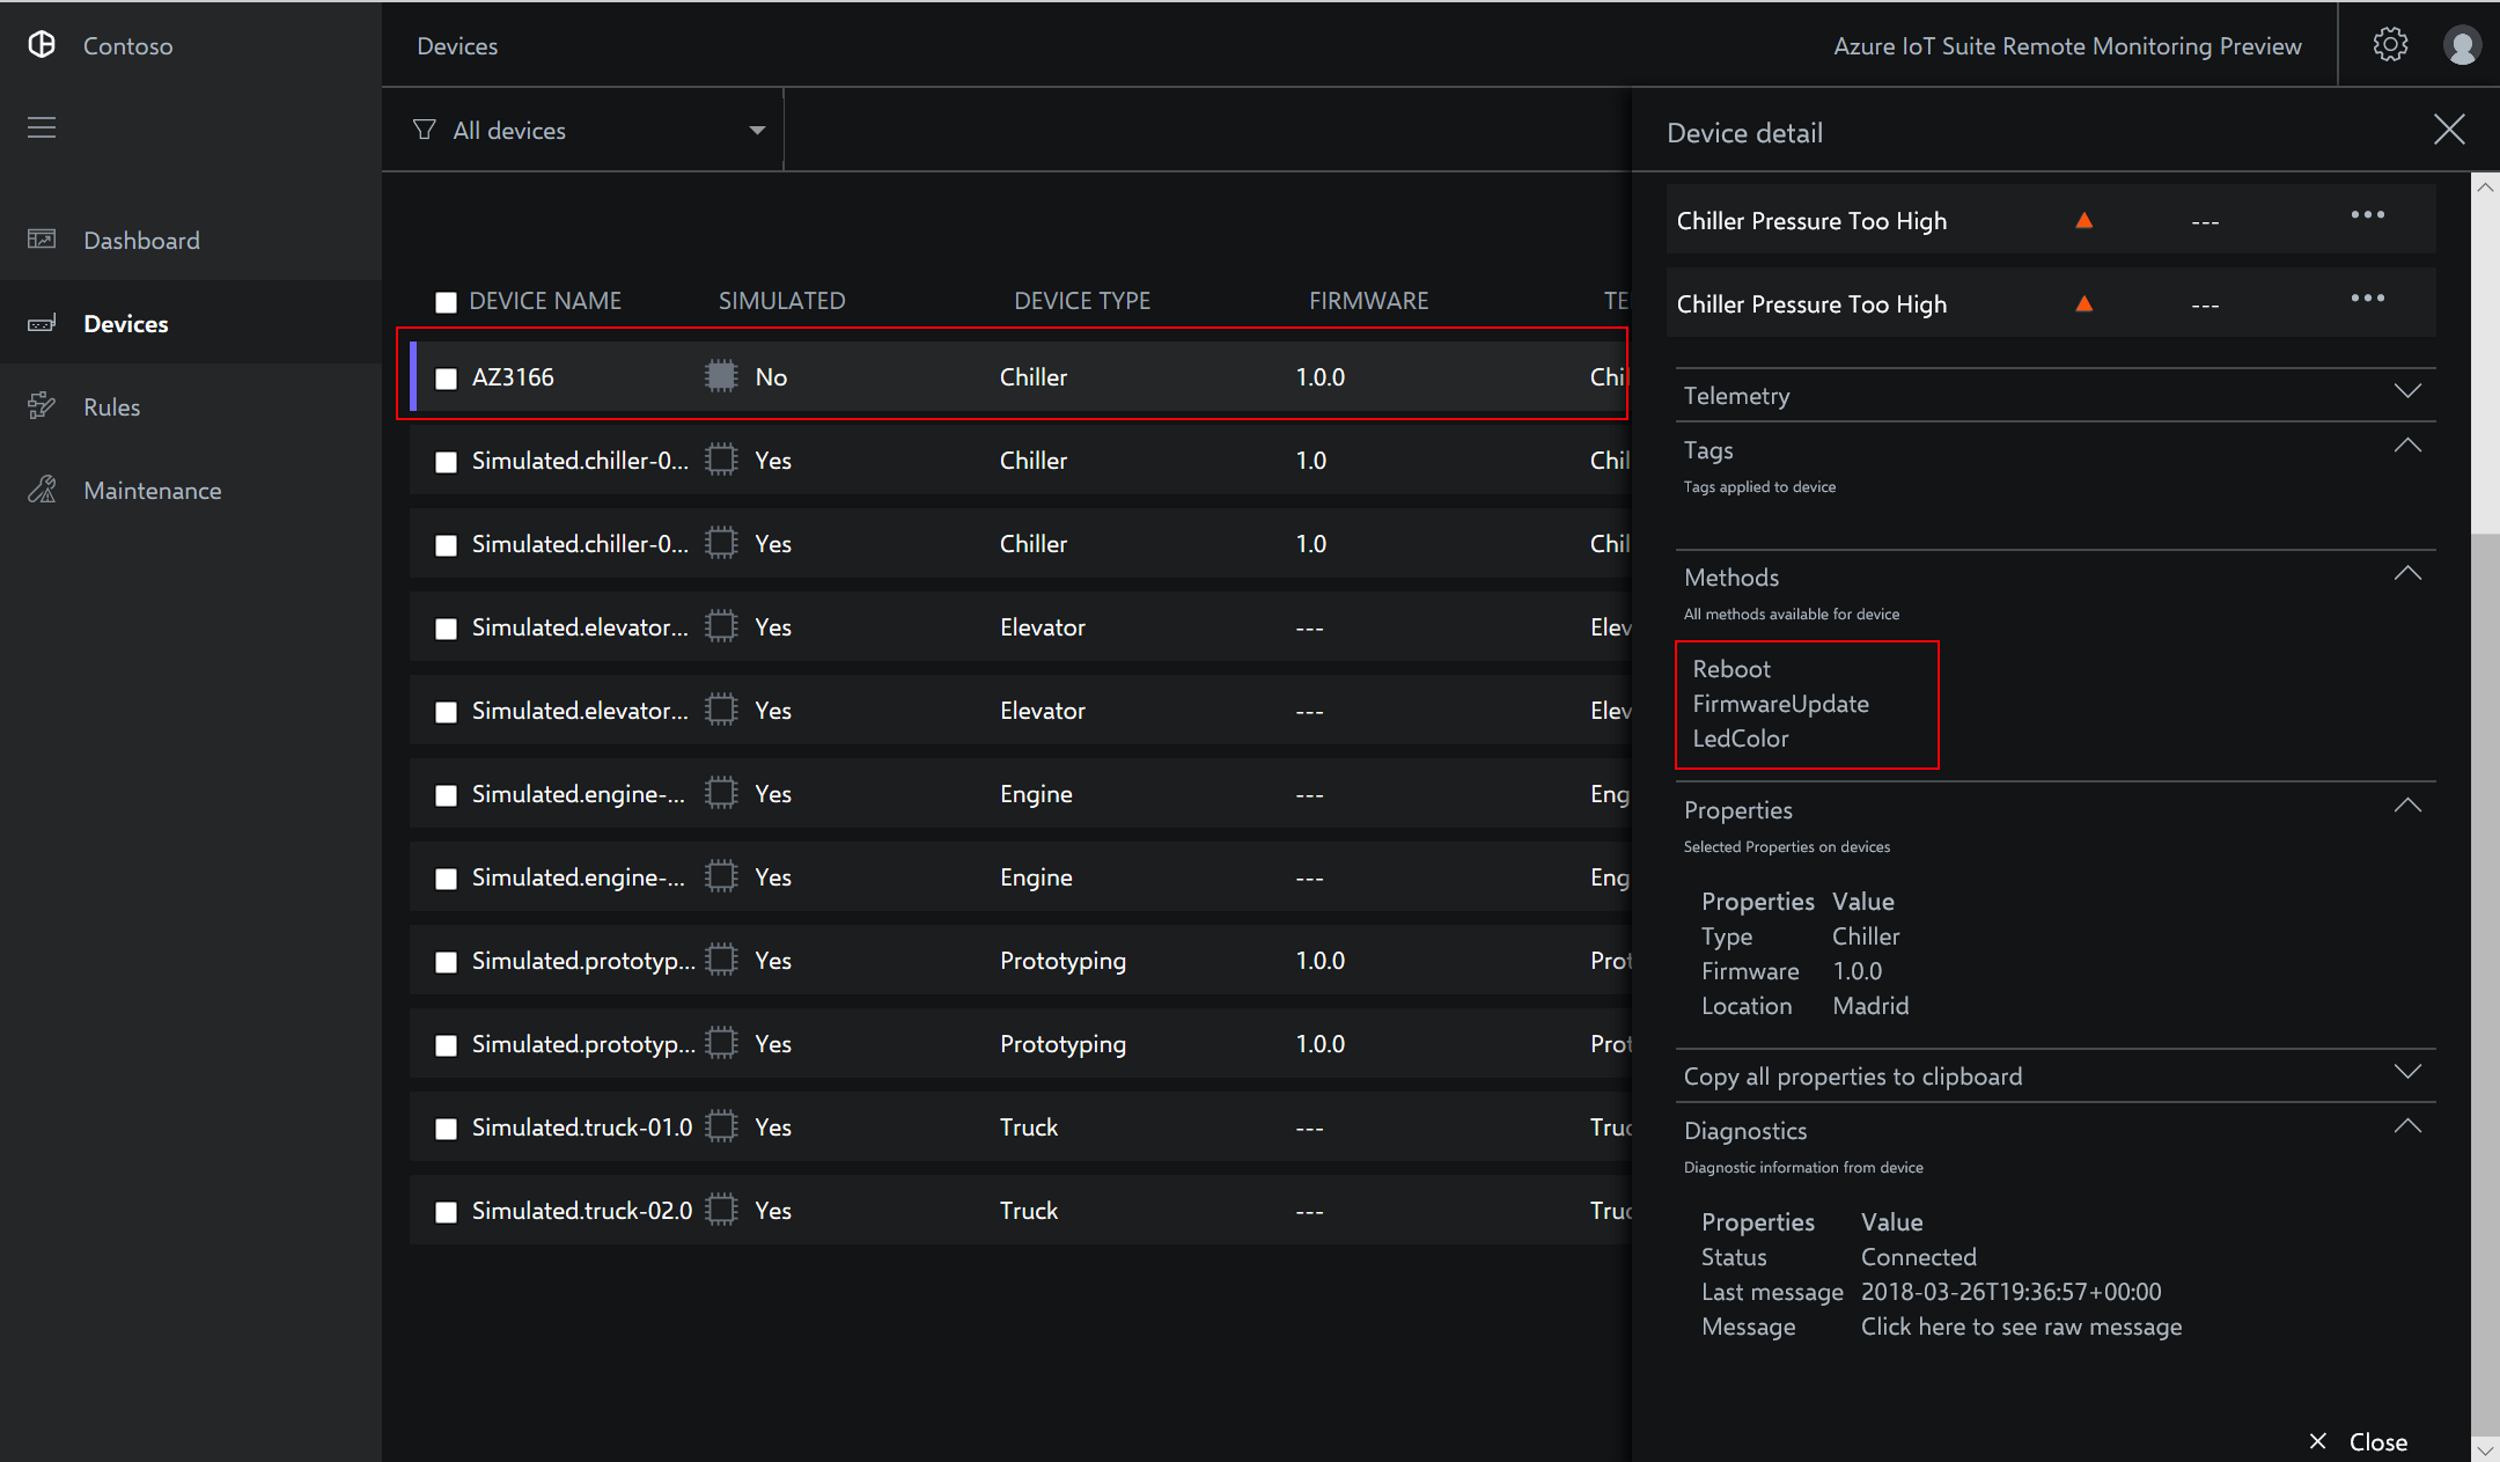 Contoso
Devices
Azure IoT Suite Remote Monitoring Preview
All devices
Dashboard
Devices
Rules
Maintenance
DEVICE NAME SIMULATED DEVICE TYPE FIRMWARE TE
AZ3166 No Chiller 1.0.0 Chi
Simulated.chiller-0... Yes Chiller 1.0 Chil
Simulated.chiller-0... Yes Chiller 1.0 Chil
Simulated.elevator... Yes Elevator --- Elev
Simulated.elevator... Yes Elevator --- Elev
Simulated.engine-... Yes Engine --- Eng
Simulated.engine-... Yes Engine --- Eng
Simulated.prototyp... Yes Prototyping 1.0.0 Prot
Simulated.prototyp... Yes Prototyping 1.0.0 Prot
Simulated.truck-01.0 Yes Truck --- Truc
Simulated.truck-02.0 Yes Truck --- Truc
Device detail
Chiller Pressure Too High --- •••
Chiller Pressure Too High --- •••
Telemetry
Tags
Tags applied to device
Methods
All methods available for device
Reboot
FirmwareUpdate
LedColor
Properties
Selected Properties on devices
Properties Value
Type Chiller
Firmware 1.0.0
Location Madrid
Copy all properties to clipboard
Diagnostics
Diagnostic information from device
Properties Value
Status Connected
Last message 2018-03-26T19:36:57+00:00
Message Click here to see raw message
Close